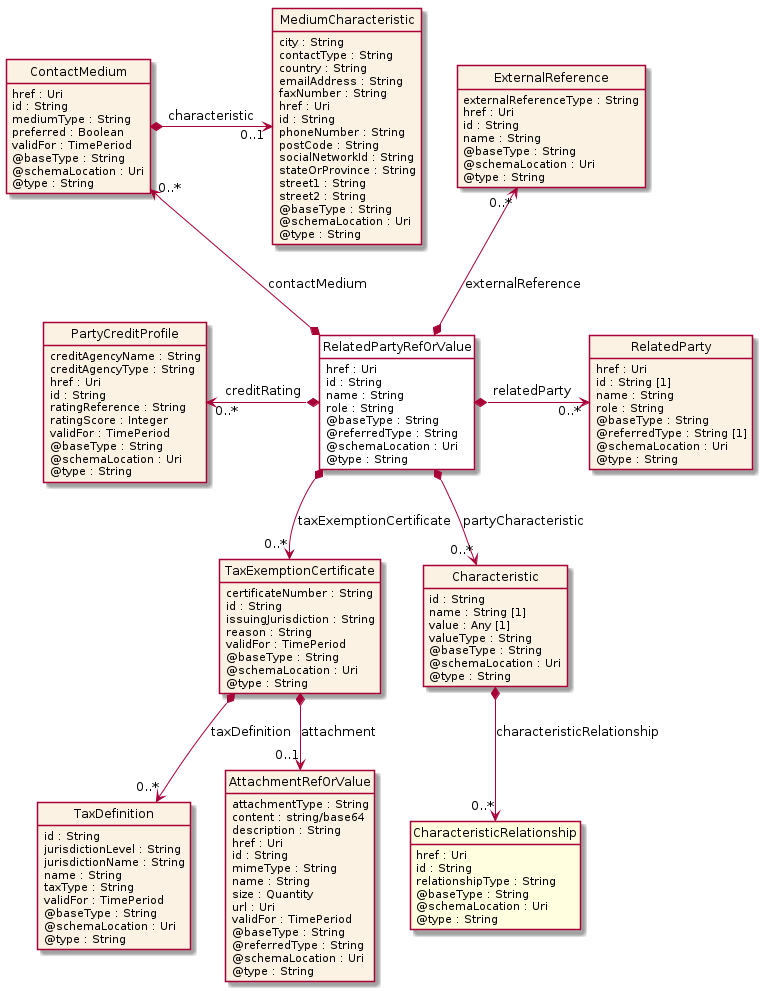 MediumCharacteristic
city : String
contactType : String
country : String
emailAddress : String
faxNumber : String
href : Uri
id : String
phoneNumber : String
postCode : String
socialNetworkId : String
stateOrProvince : String
street1 : String
street2 : String
@baseType : String
@schemaLocation : Uri
@type : String
ContactMedium
href : Uri
id : String
mediumType : String
preferred : Boolean
validFor : TimePeriod
@baseType : String
@schemaLocation : Uri
@type : String
characteristic
0..1
ExternalReference
externalReferenceType : String
href : Uri
id : String
name : String
@baseType : String
@schemaLocation : Uri
@type : String
0..*
0..*
contactMedium
externalReference
PartyCreditProfile
creditAgencyName : String
creditAgencyType : String
href : Uri
id : String
ratingReference : String
ratingScore : Integer
validFor : TimePeriod
@baseType : String
@schemaLocation : Uri
@type : String
creditRating
0..*
RelatedPartyRefOrValue
href : Uri
id : String
name : String
role : String
@baseType : String
@referredType : String
@schemaLocation : Uri
@type : String
relatedParty
0..*
RelatedParty
href : Uri
id : String [1]
name : String
role : String
@baseType : String
@referredType : String [1]
@schemaLocation : Uri
@type : String
taxExemptionCertificate
0..*
partyCharacteristic
0..*
TaxExemptionCertificate
certificateNumber : String
id : String
issuingJurisdiction : String
reason : String
validFor : TimePeriod
@baseType : String
@schemaLocation : Uri
@type : String
Characteristic
id : String
name : String [1]
value : Any [1]
valueType : String
@baseType : String
@schemaLocation : Uri
@type : String
taxDefinition
0..*
attachment
0..1
characteristicRelationship
0..*
TaxDefinition
id : String
jurisdictionLevel : String
jurisdictionName : String
name : String
taxType : String
validFor : TimePeriod
@baseType : String
@schemaLocation : Uri
@type : String
AttachmentRefOrValue
attachmentType : String
content : string/base64
description : String
href : Uri
id : String
mimeType : String
name : String
size : Quantity
url : Uri
validFor : TimePeriod
@baseType : String
@referredType : String
@schemaLocation : Uri
@type : String
CharacteristicRelationship
href : Uri
id : String
relationshipType : String
@baseType : String
@schemaLocation : Uri
@type : String